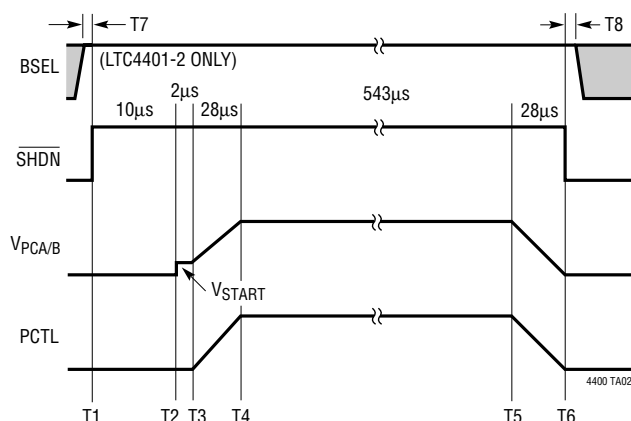 T7
T8
BSEL
(LTC4401-2 ONLY)
2µs
10µs
28µs
543µs
28µs
SHDN
VPCA/B
VSTART
PCTL
4400 TA02
T1
T2
T3
T4
T5
T6